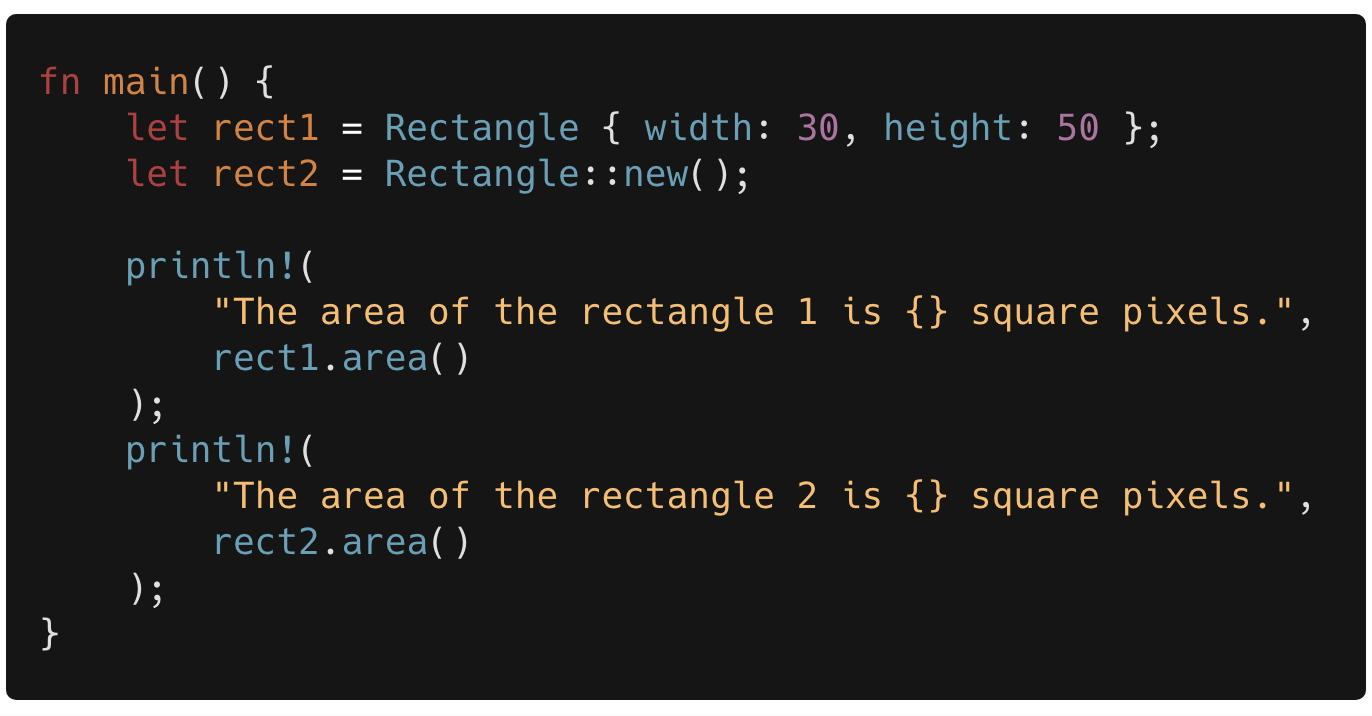 fn main() {
    let rect1 = Rectangle { width: 30, height: 50 };
    let rect2 = Rectangle::new();

    println!(
        "The area of the rectangle 1 is {} square pixels.",
        rect1.area()
    );
    println!(
        "The area of the rectangle 2 is {} square pixels.",
        rect2.area()
    );
}